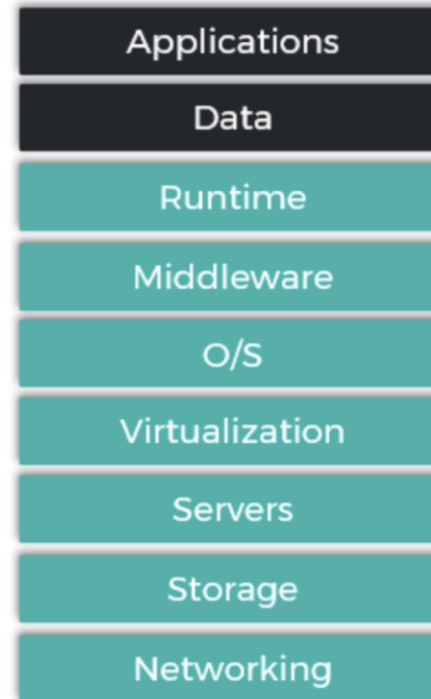 Applications
Data
Runtime
Middleware
O/S
Virtualization
Servers
Storage
Networking